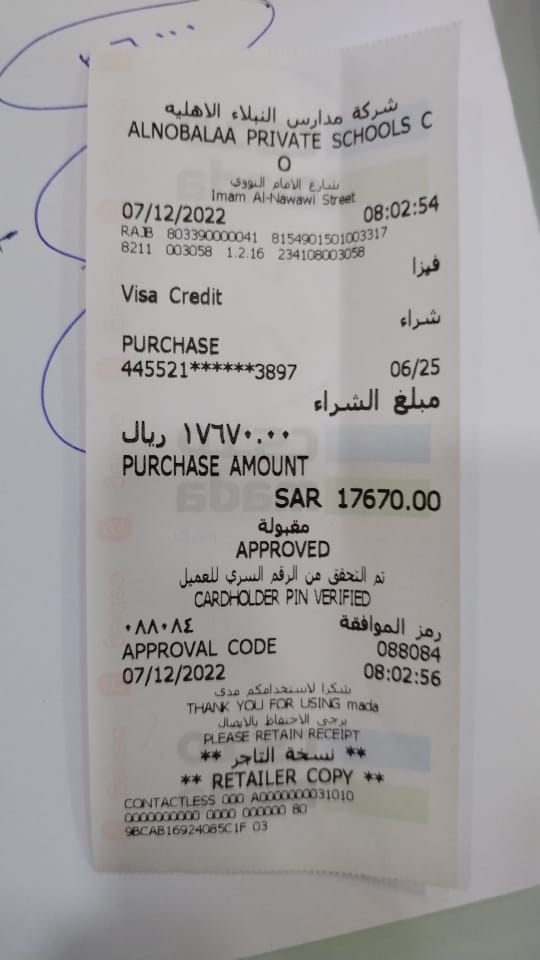 ٣٦٠٠٠
شركة مدارس النبلاء الاهليه
ALNOBALAA PRIVATE SCHOOLS C
O
شارع الامام النووي
Imam Al-Nawawi Street
07/12/2022 08:02:54
RAJB 803390000041 8154901501003317
8211 003058 1.2.16 234108003058
فيزا
Visa Credit
شراء
PURCHASE
445521******3897 06/25
مبلغ الشراء
١٧٦٧٠.٠٠ ريال
PURCHASE AMOUNT
SAR 17670.00
مقبولة
APPROVED
تم التحقق من الرقم السري للعميل
CARDHOLDER PIN VERIFIED
٠٨٨٠٨٤ رمز الموافقة
APPROVAL CODE 088084
07/12/2022 08:02:56
شكرا لاستخدامكم مدى
THANK YOU FOR USING mada
يرجى الاحتفاظ بالايصال
PLEASE RETAIN RECEIPT
** نسخة التاجر **
** RETAILER COPY **
CONTACTLESS 000 A0000000031010
0000000000 0000 000000 80
9BCAB16924085C1F 03